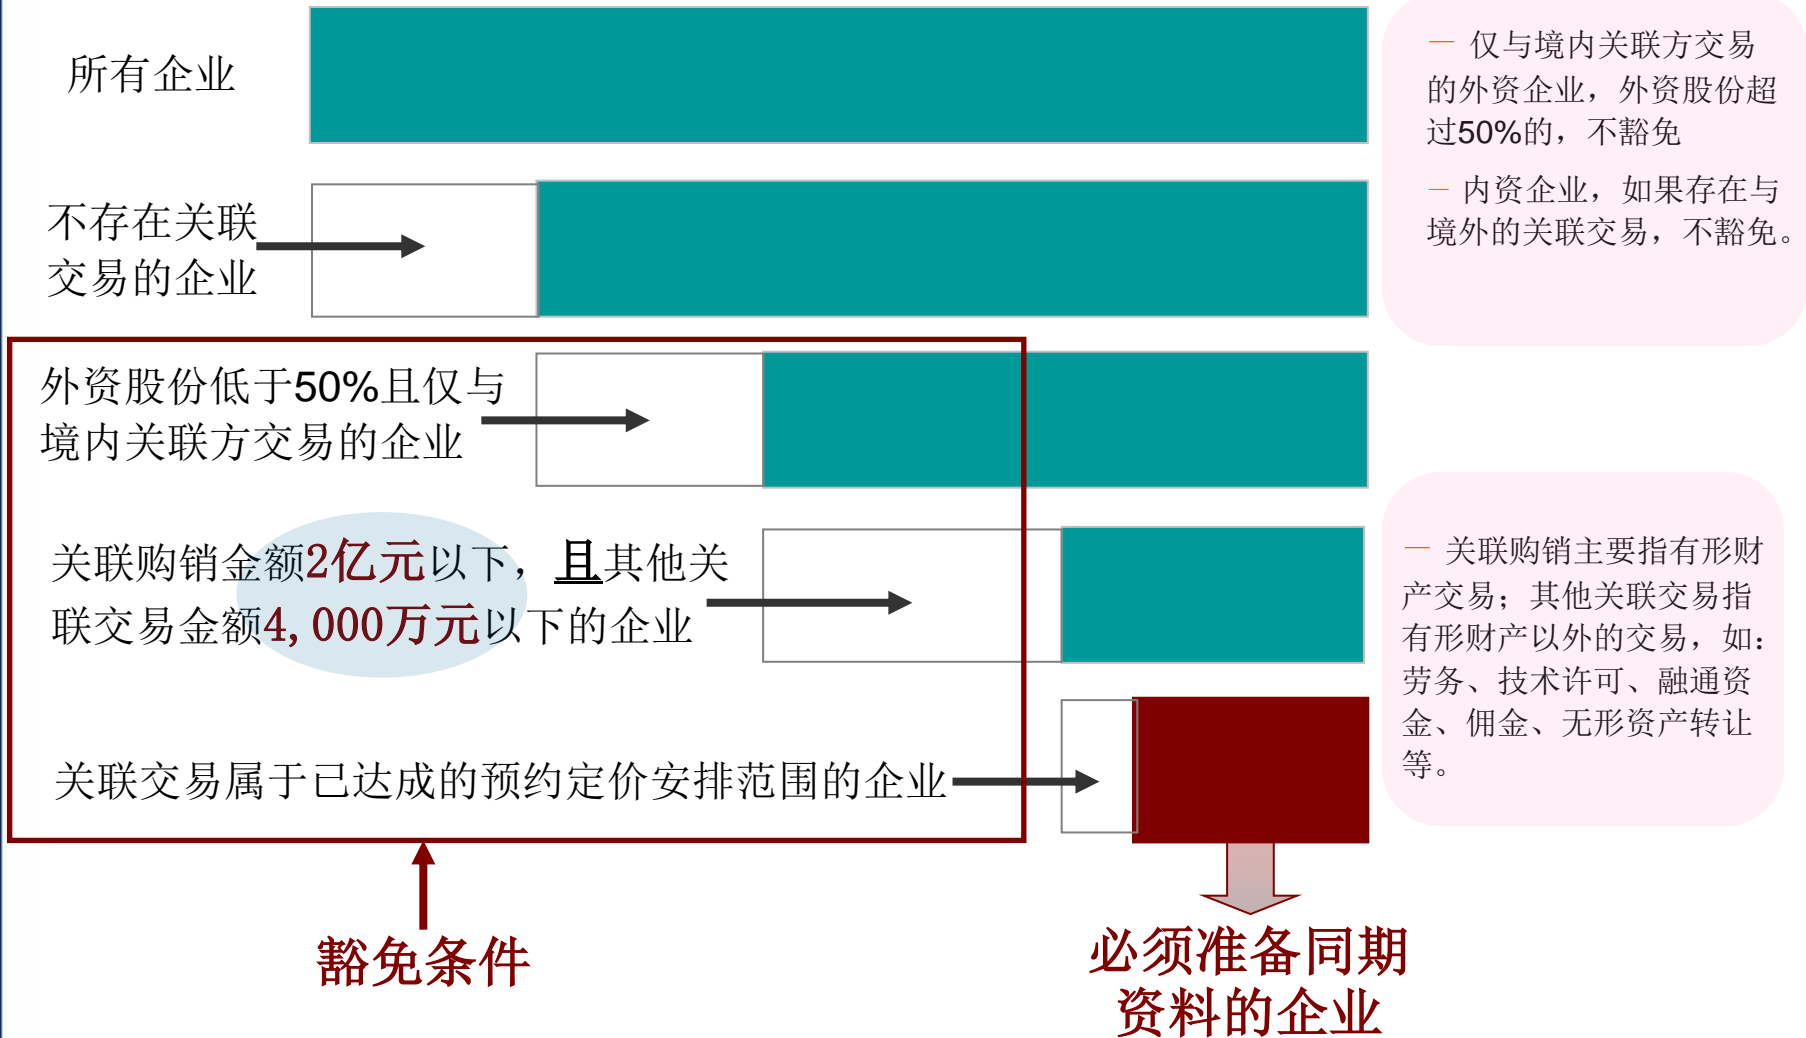 所有企业
不存在关联
交易的企业
外资股份低于50%且仅与
境内关联方交易的企业
关联购销金额2亿元以下，且其他关
联交易金额4,000万元以下的企业
关联交易属于已达成的预约定价安排范围的企业
豁免条件
必须准备同期
资料的企业
— 仅与境内关联方交易
的外资企业，外资股份超
过50%的，不豁免
— 内资企业，如果存在与
境外的关联交易，不豁免。
— 关联购销主要指有形财
产交易；其他关联交易指
有形财产以外的交易，如：
劳务、技术许可、融通资
金、佣金、无形资产转让
等。